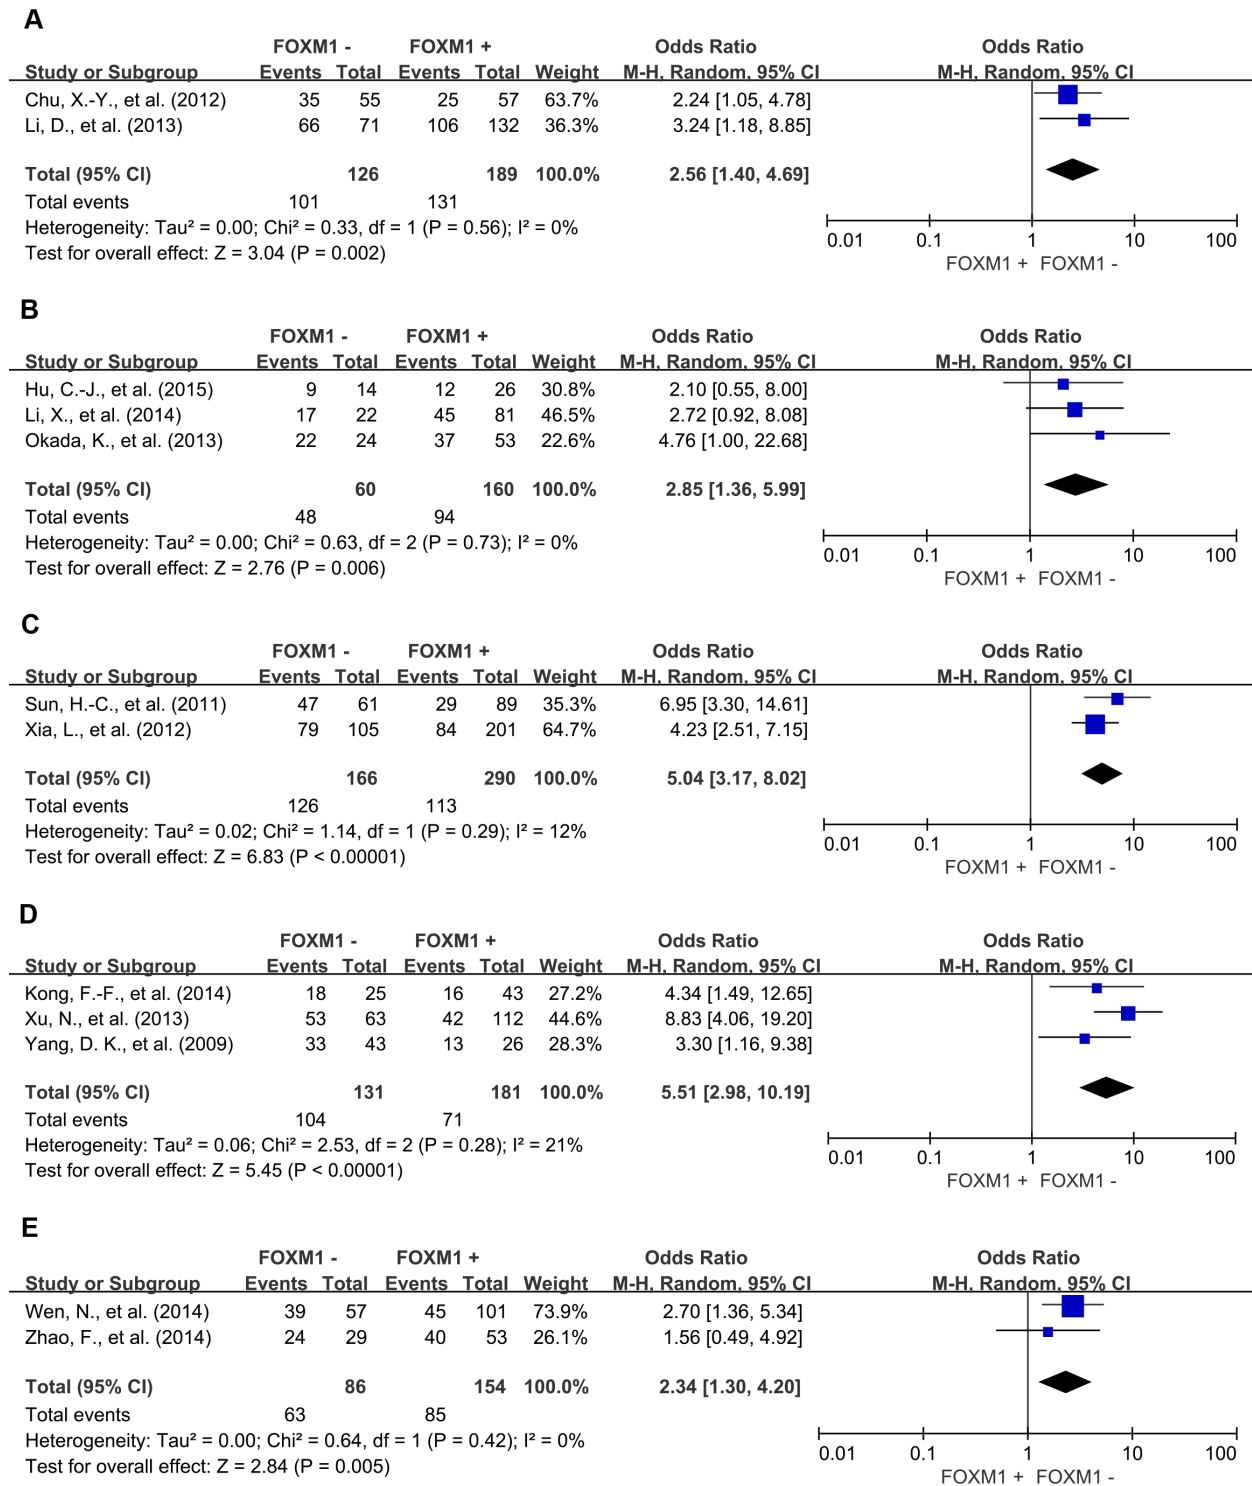 A
FOXM1 - FOXM1 + Odds Ratio Odds Ratio
Study or Subgroup Events Total Events Total Weight M-H, Random, 95% CI M-H, Random, 95% CI
Chu, X.-Y., et al. (2012) 35 55 25 57 63.7% 2.24 [1.05, 4.78]
Li, D., et al. (2013) 66 71 106 132 36.3% 3.24 [1.18, 8.85]
Total (95% CI) 126 189 100.0% 2.56 [1.40, 4.69]
Total events 101 131
Heterogeneity: Tau² = 0.00; Chi² = 0.33, df = 1 (P = 0.56); I² = 0%
Test for overall effect: Z = 3.04 (P = 0.002)
0.01 0.1 1 10 100
FOXM1 + FOXM1 -
B
FOXM1 - FOXM1 + Odds Ratio Odds Ratio
Study or Subgroup Events Total Events Total Weight M-H, Random, 95% CI M-H, Random, 95% CI
Hu, C.-J., et al. (2015) 9 14 12 26 30.8% 2.10 [0.55, 8.00]
Li, X., et al. (2014) 17 22 45 81 46.5% 2.72 [0.92, 8.08]
Okada, K., et al. (2013) 22 24 37 53 22.6% 4.76 [1.00, 22.68]
Total (95% CI) 60 160 100.0% 2.85 [1.36, 5.99]
Total events 48 94
Heterogeneity: Tau² = 0.00; Chi² = 0.63, df = 2 (P = 0.73); I² = 0%
Test for overall effect: Z = 2.76 (P = 0.006)
0.01 0.1 1 10 100
FOXM1 + FOXM1 -
C
FOXM1 - FOXM1 + Odds Ratio Odds Ratio
Study or Subgroup Events Total Events Total Weight M-H, Random, 95% CI M-H, Random, 95% CI
Sun, H.-C., et al. (2011) 47 61 29 89 35.3% 6.95 [3.30, 14.61]
Xia, L., et al. (2012) 79 105 84 201 64.7% 4.23 [2.51, 7.15]
Total (95% CI) 166 290 100.0% 5.04 [3.17, 8.02]
Total events 126 113
Heterogeneity: Tau² = 0.02; Chi² = 1.14, df = 1 (P = 0.29); I² = 12%
Test for overall effect: Z = 6.83 (P < 0.00001)
0.01 0.1 1 10 100
FOXM1 + FOXM1 -
D
FOXM1 - FOXM1 + Odds Ratio Odds Ratio
Study or Subgroup Events Total Events Total Weight M-H, Random, 95% CI M-H, Random, 95% CI
Kong, F.-F., et al. (2014) 18 25 16 43 27.2% 4.34 [1.49, 12.65]
Xu, N., et al. (2013) 53 63 42 112 44.6% 8.83 [4.06, 19.20]
Yang, D. K., et al. (2009) 33 43 13 26 28.3% 3.30 [1.16, 9.38]
Total (95% CI) 131 181 100.0% 5.51 [2.98, 10.19]
Total events 104 71
Heterogeneity: Tau² = 0.06; Chi² = 2.53, df = 2 (P = 0.28); I² = 21%
Test for overall effect: Z = 5.45 (P < 0.00001)
0.01 0.1 1 10 100
FOXM1 + FOXM1 -
E
FOXM1 - FOXM1 + Odds Ratio Odds Ratio
Study or Subgroup Events Total Events Total Weight M-H, Random, 95% CI M-H, Random, 95% CI
Wen, N., et al. (2014) 39 57 45 101 73.9% 2.70 [1.36, 5.34]
Zhao, F., et al. (2014) 24 29 40 53 26.1% 1.56 [0.49, 4.92]
Total (95% CI) 86 154 100.0% 2.34 [1.30, 4.20]
Total events 63 85
Heterogeneity: Tau² = 0.00; Chi² = 0.64, df = 1 (P = 0.42); I² = 0%
Test for overall effect: Z = 2.84 (P = 0.005)
0.01 0.1 1 10 100
FOXM1 + FOXM1 -